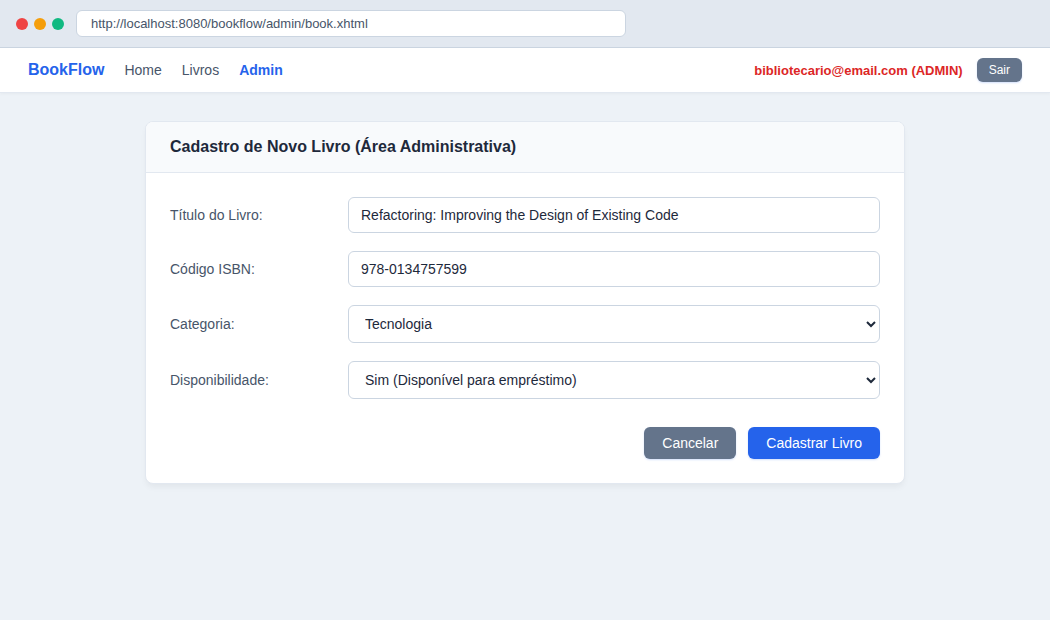 http://localhost:8080/bookflow/admin/book.xhtml
BookFlow Home Livros Admin bibliotecario@email.com (ADMIN) Sair
Cadastro de Novo Livro (Área Administrativa)
Título do Livro: Refactoring: Improving the Design of Existing Code
Código ISBN: 978-0134757599
Categoria: Tecnologia
Disponibilidade: Sim (Disponível para empréstimo)
Cancelar Cadastrar Livro